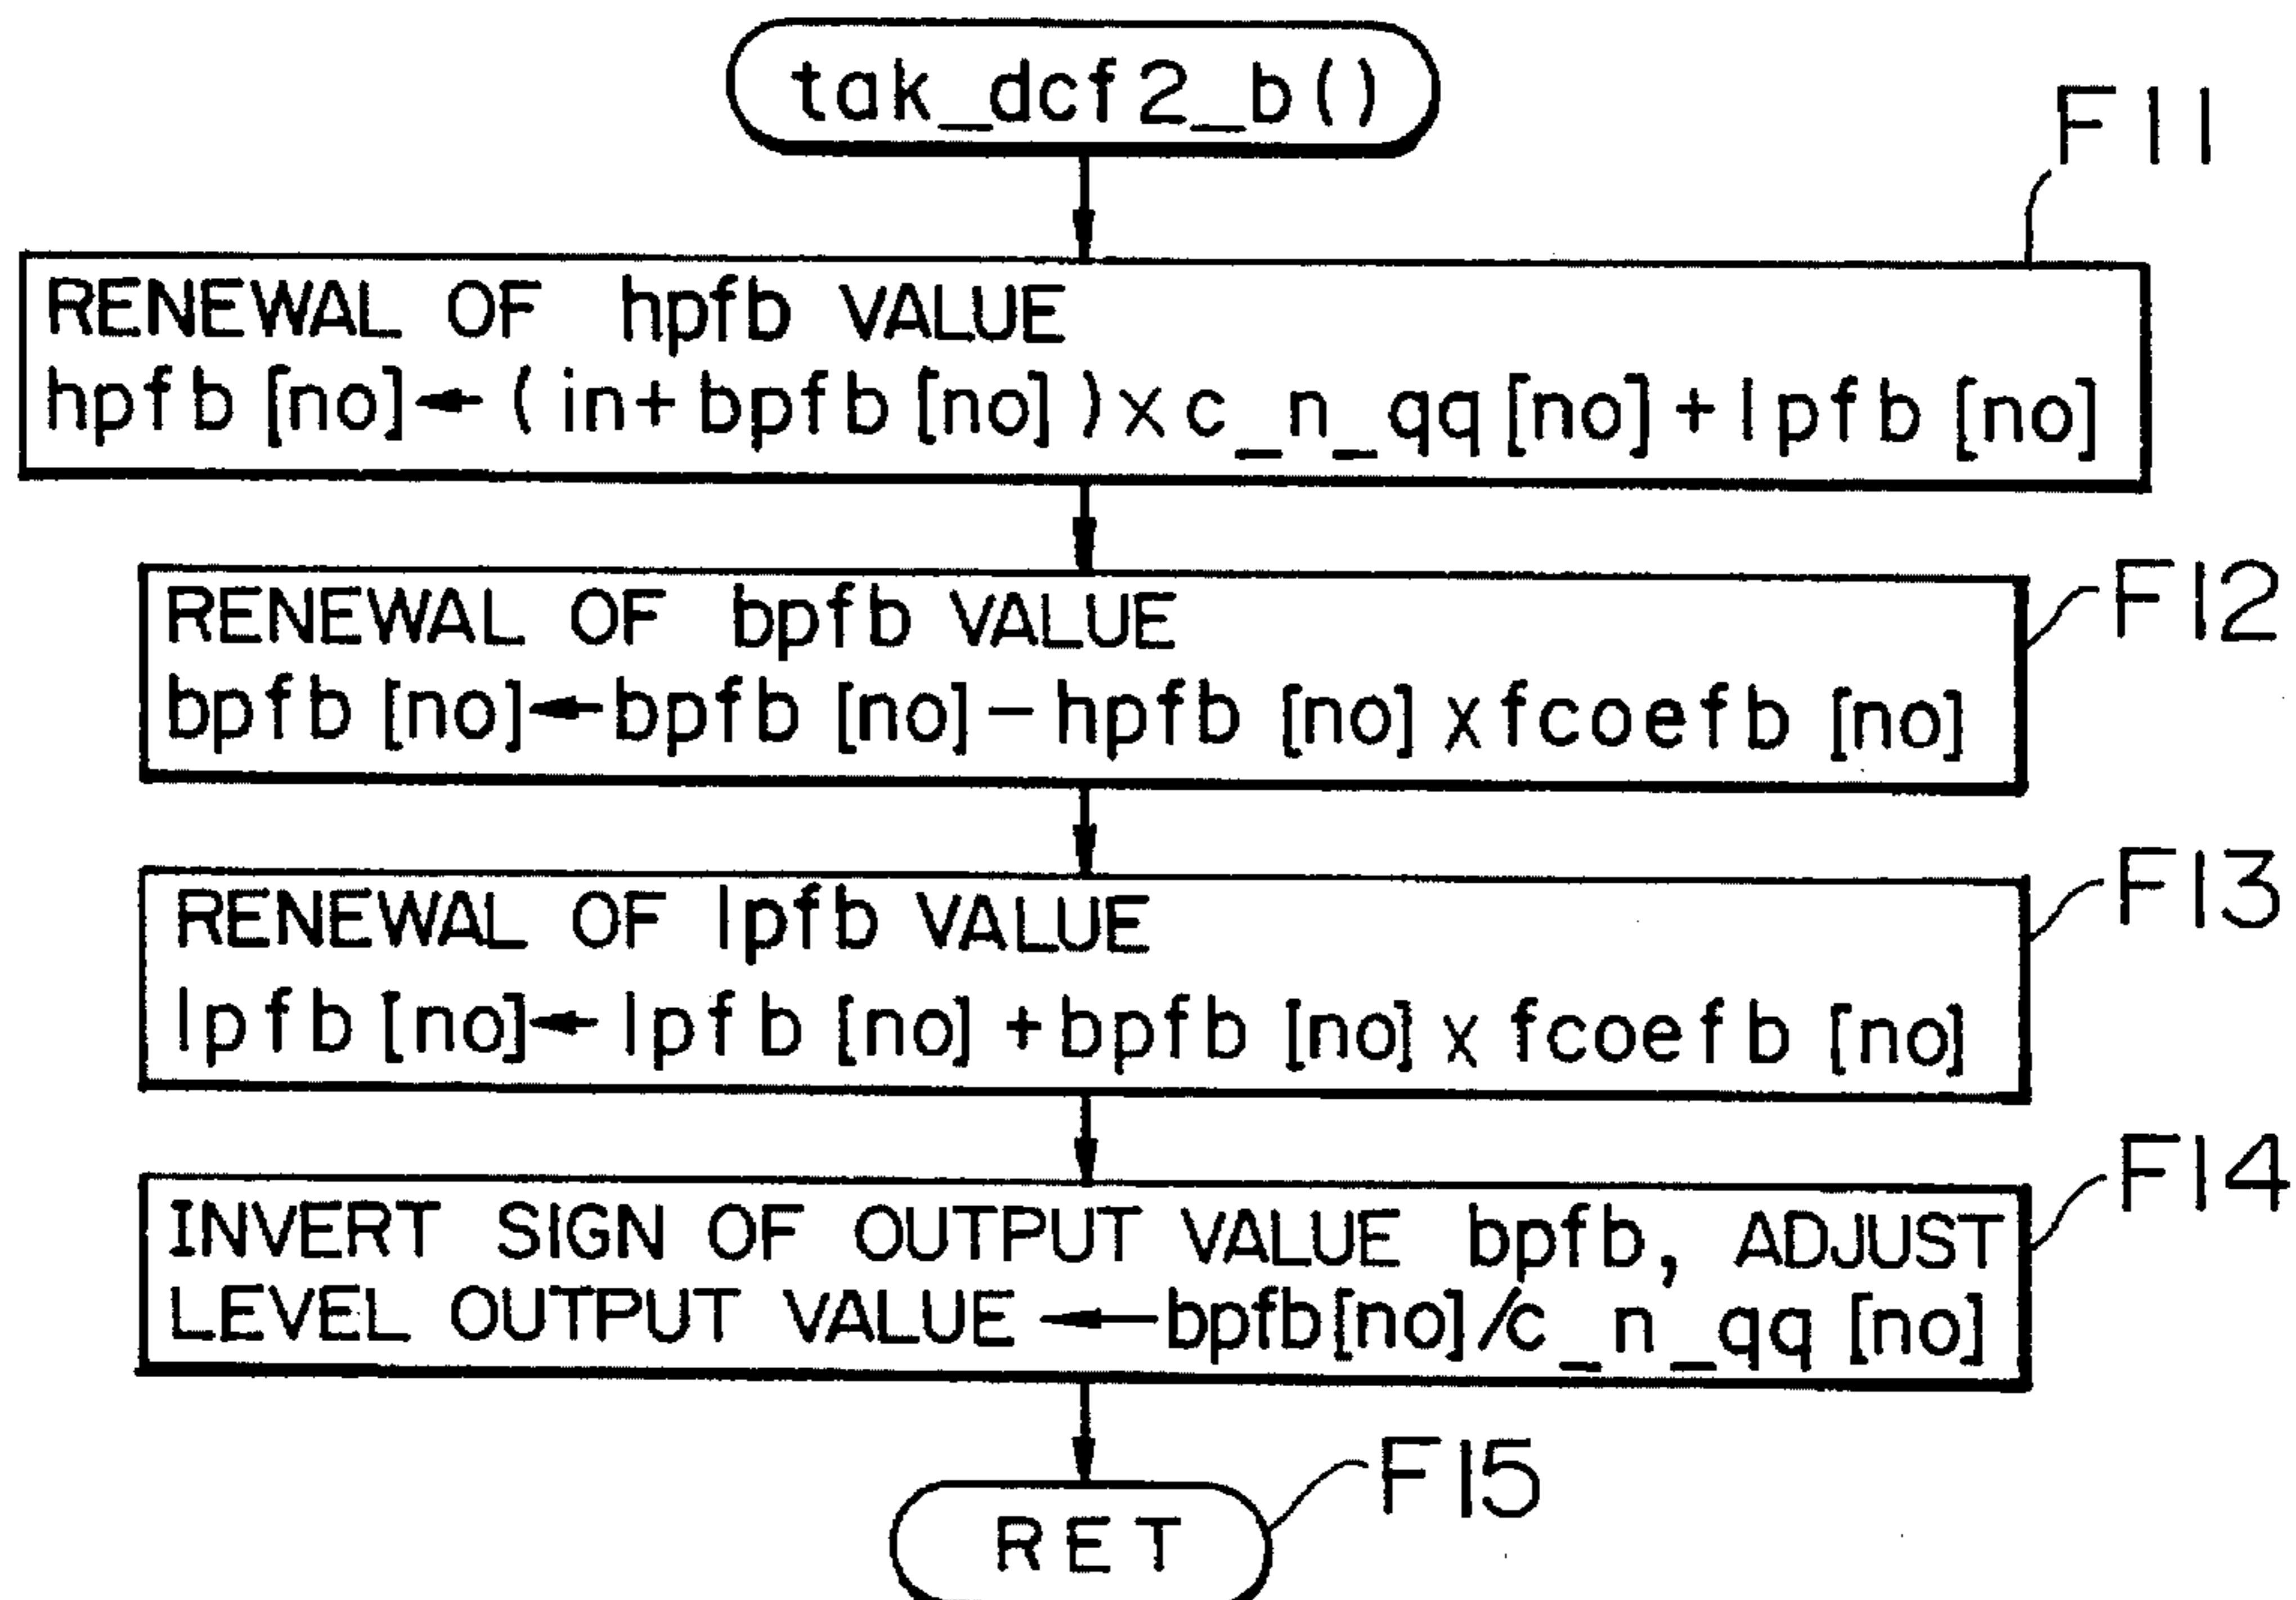 tak_dcf2_b()
F11
RENEWAL OF hpfb VALUE
hpfb [no]← (in+bpfb[no])×c_n_qq[no]+lpfb [no]
F12
RENEWAL OF bpfb VALUE
bpfb [no]←bpfb [no]-hpfb [no]×fcoefb [no]
F13
RENEWAL OF lpfb VALUE
lpfb [no]← lpfb [no] +bpfb [no]× fcoefb [no]
F14
INVERT SIGN OF OUTPUT VALUE bpfb, ADJUST
LEVEL OUTPUT VALUE ←bpfb[no]/c_n_qq [no]
F15
RET